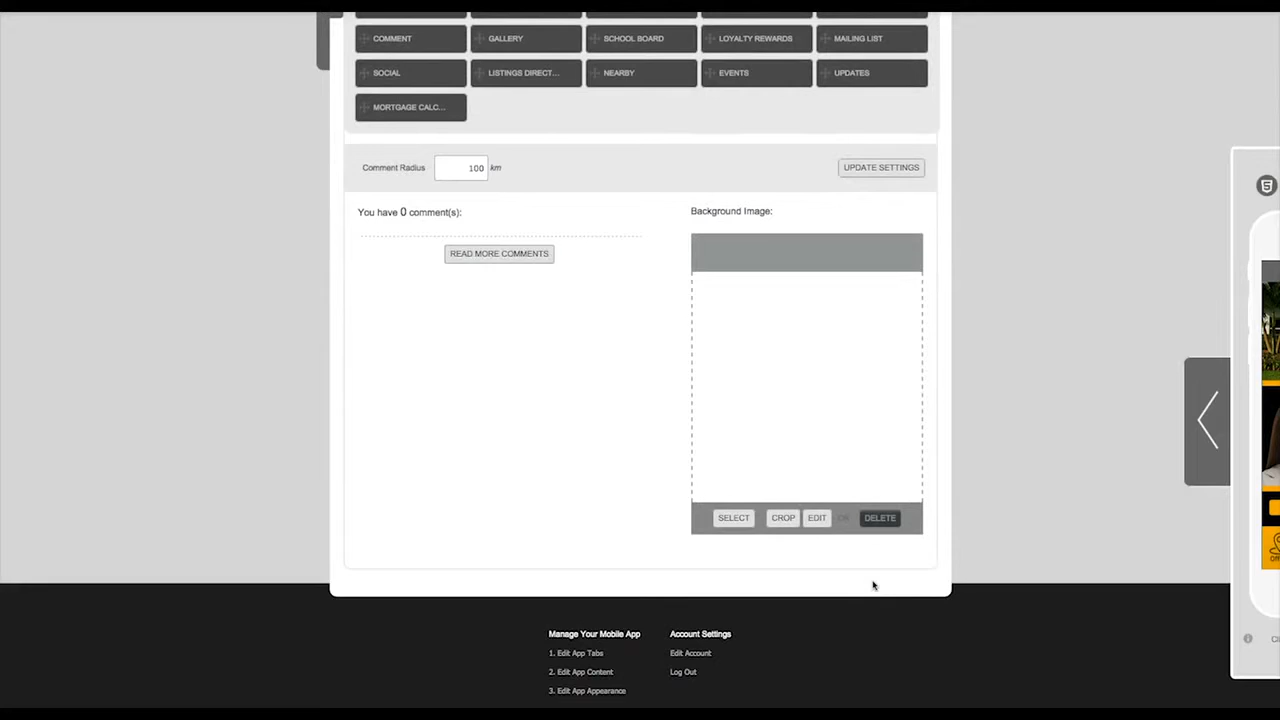 COMMENT GALLERY SCHOOL BOARD LOYALTY REWARDS MAILING LIST
SOCIAL LISTINGS DIRECT... NEARBY EVENTS UPDATES
MORTGAGE CALC...
Comment Radius 100 km UPDATE SETTINGS
You have 0 comment(s): Background Image:
READ MORE COMMENTS
SELECT CROP EDIT OR DELETE
Manage Your Mobile App Account Settings
1. Edit App Tabs Edit Account
2. Edit App Content Log Out
3. Edit App Appearance